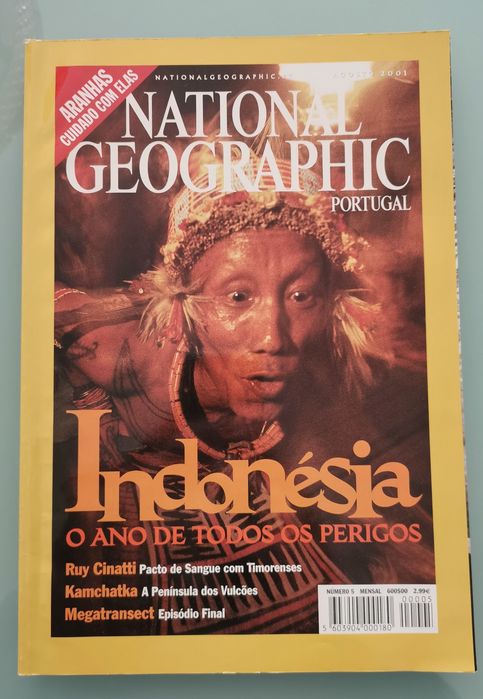 ARANHAS
CUIDADO COM ELAS
AGOSTO 2001
NATIONAL
GEOGRAPHIC
PORTUGAL
Indonésia
O ANO DE TODOS OS PERIGOS
Ruy Cinatti Pacto de Sangue com Timorenses
Kamchatka A Península dos Vulcões
Megatransect Episódio Final
NÚMERO 5 MENSAL 600$00 2.99€
00005
5 603904 000180